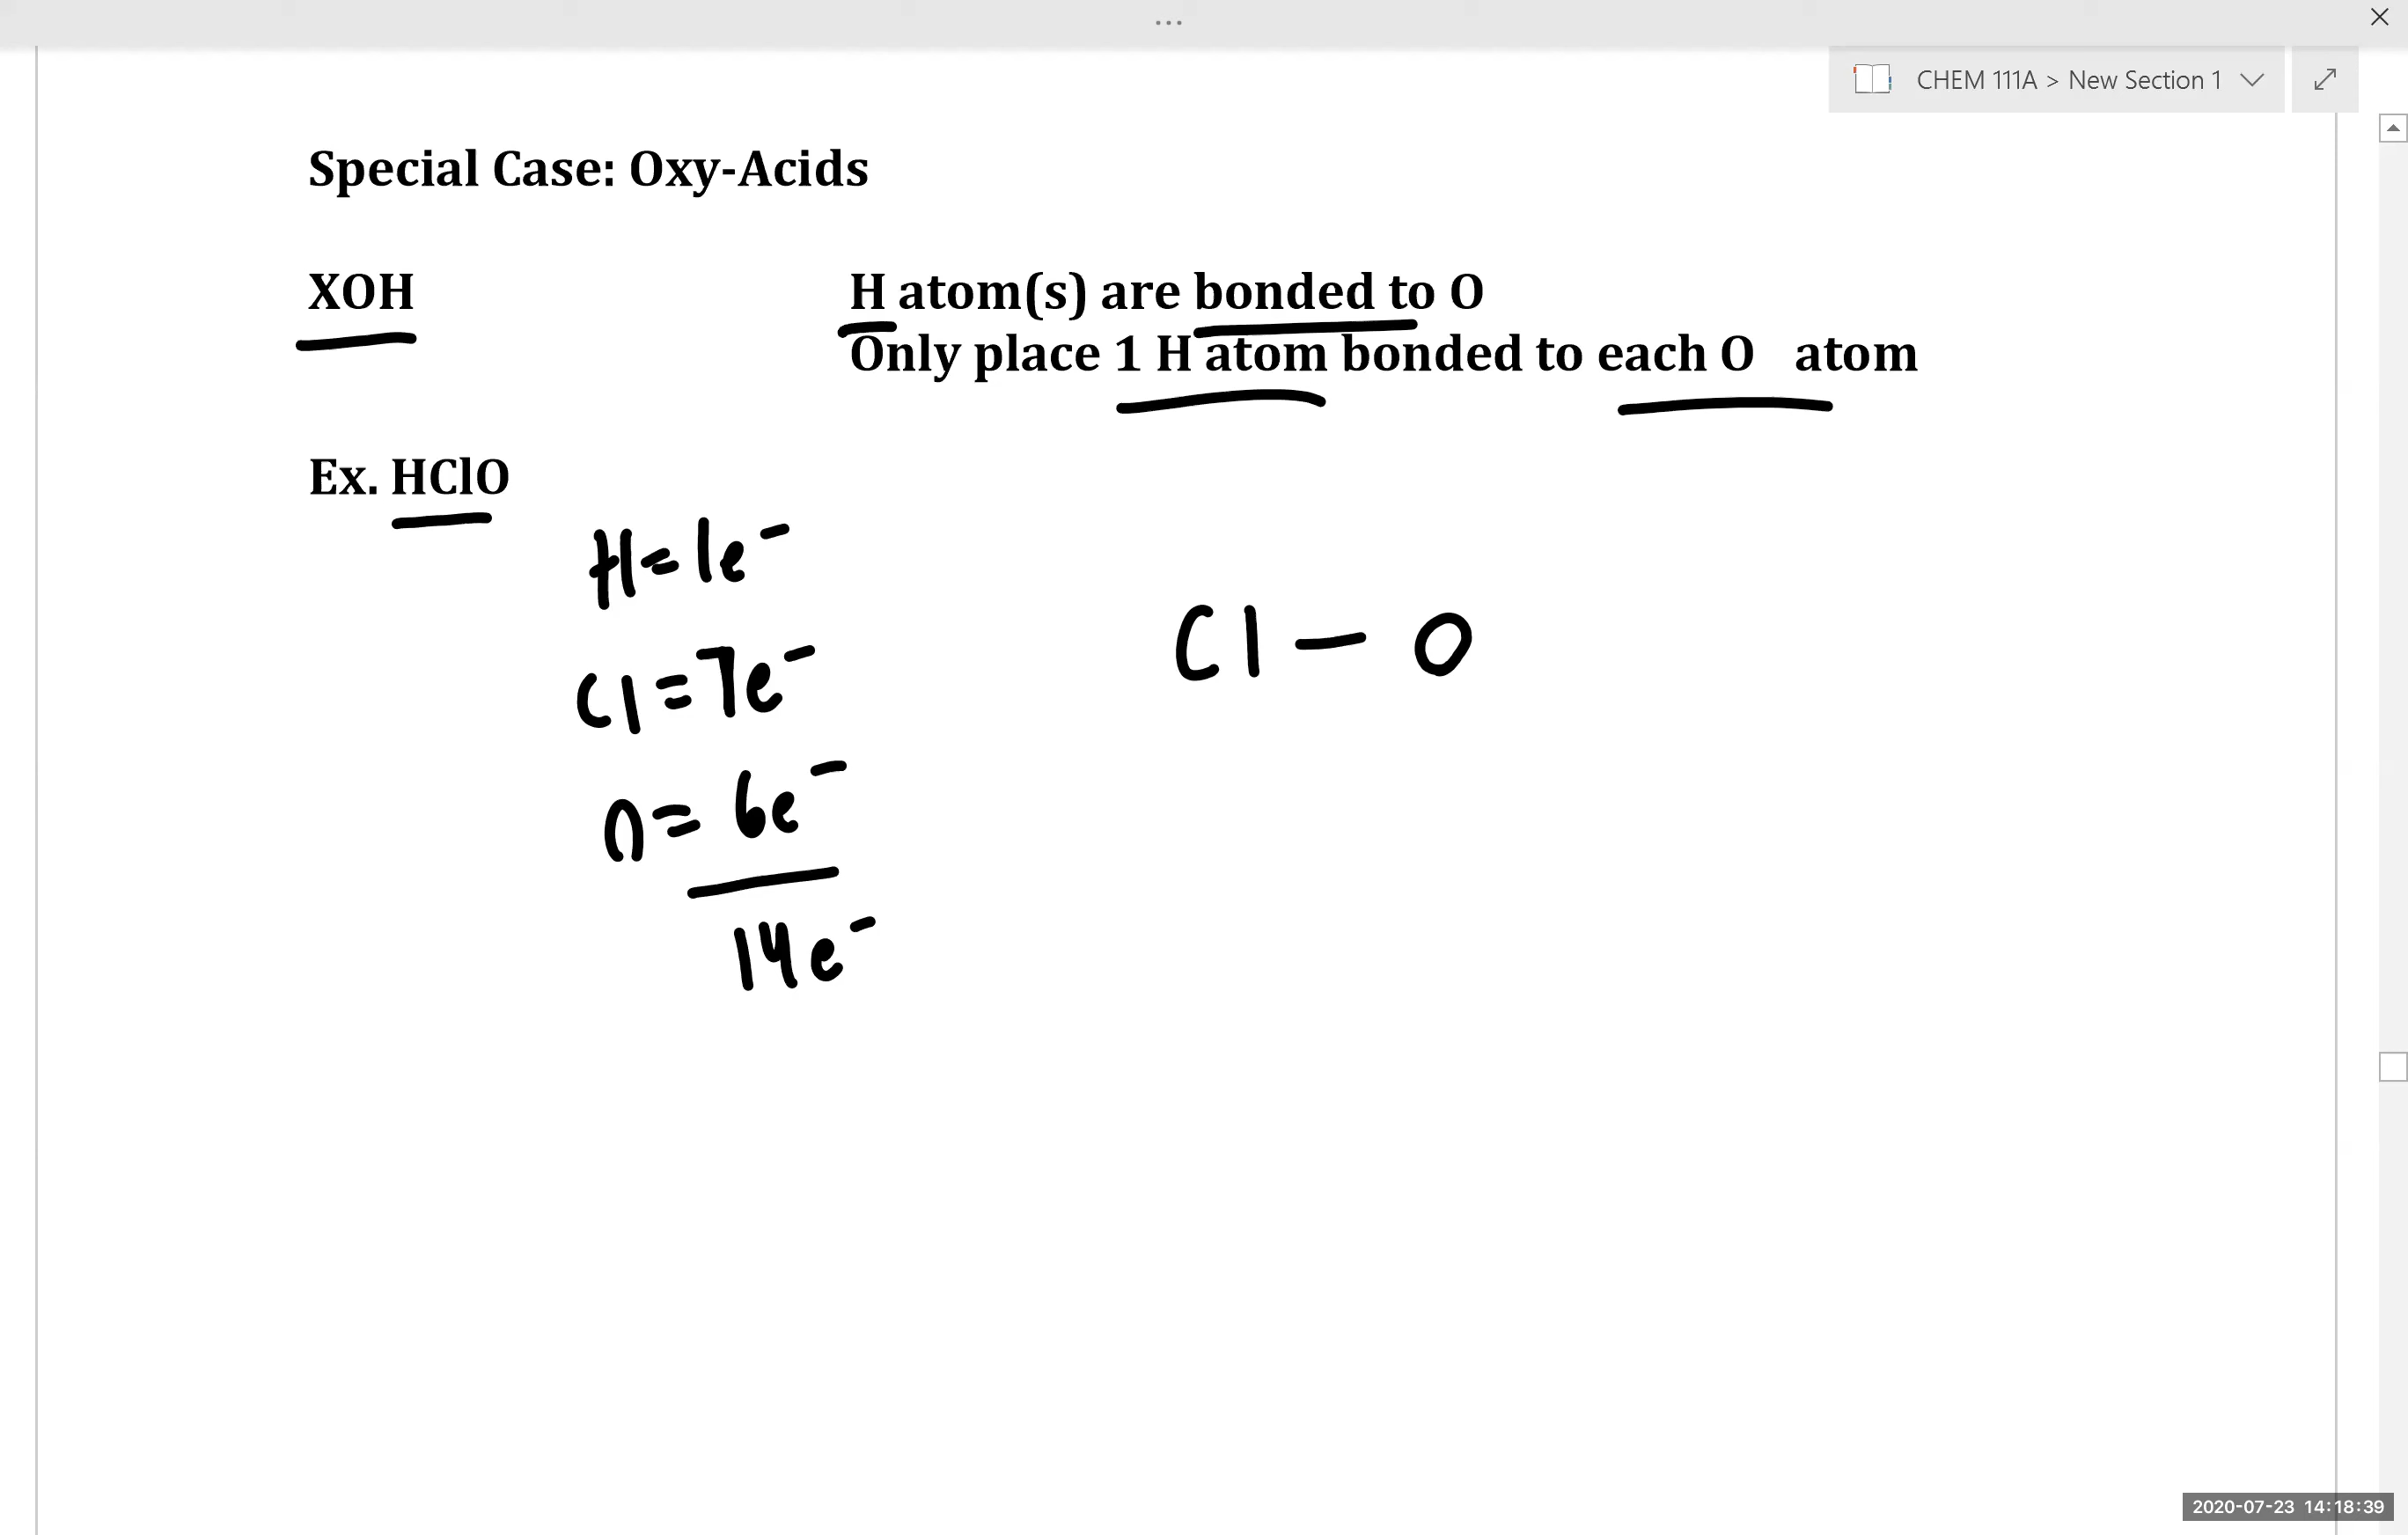 CHEM 111A > New Section 1
Special Case: Oxy-Acids
XOH
H atom(s) are bonded to O
Only place 1 H atom bonded to each O atom
Ex. HClO
H=1e⁻
Cl=7e⁻
O=6e⁻
14e⁻
Cl—O
2020-07-23 14:18:39